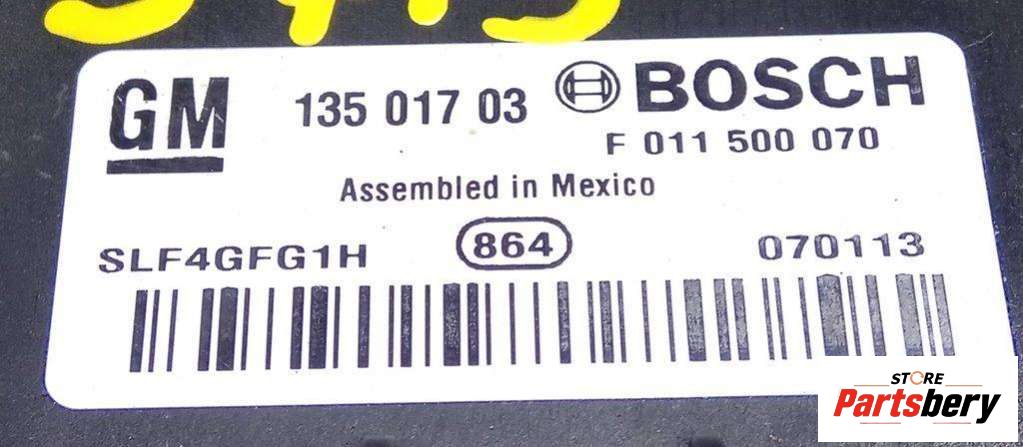 GM 135 017 03 BOSCH
F 011 500 070
Assembled in Mexico
SLF4GFG1H 864 070113
STORE
Partsbery